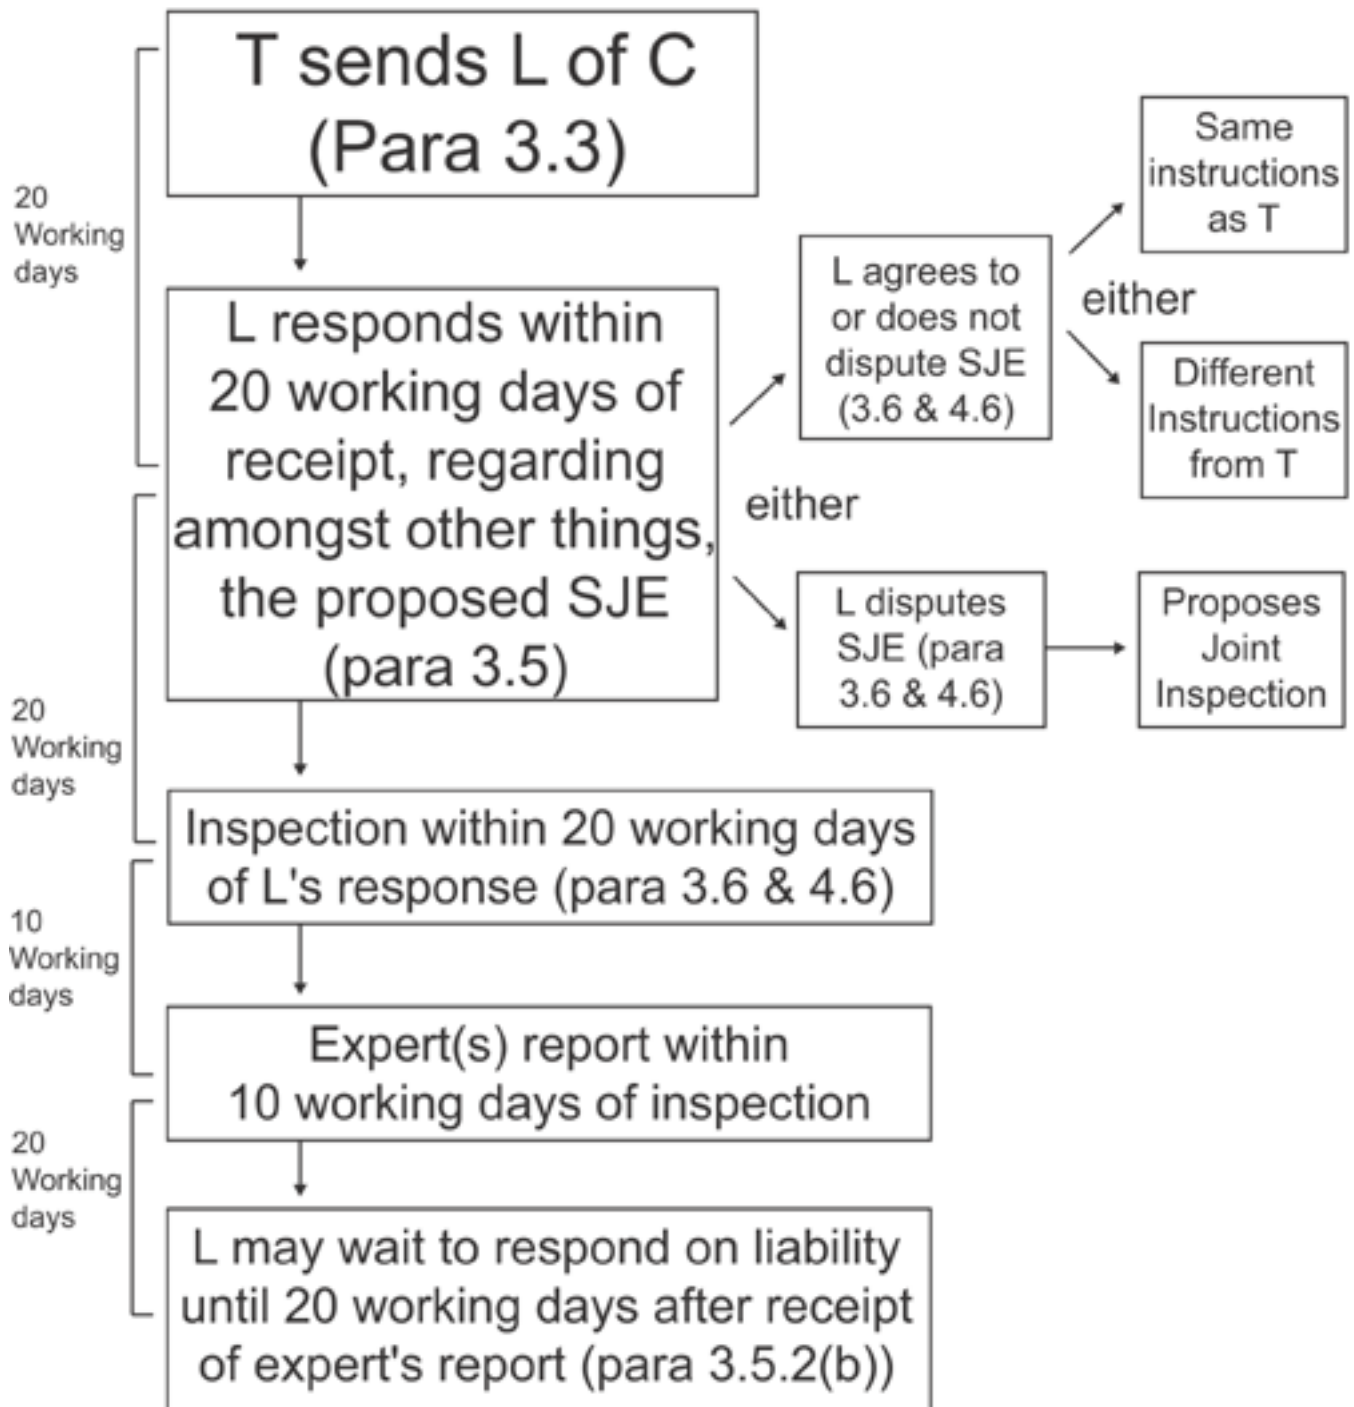 T sends L of C
(Para 3.3)
20
Working
days
L responds within
20 working days of
receipt, regarding
amongst other things,
the proposed SJE
(para 3.5)
either
L agrees to
or does not
dispute SJE
(3.6 & 4.6)
either
Same
instructions
as T
Different
Instructions
from T
L disputes
SJE (para
3.6 & 4.6)
Proposes
Joint
Inspection
20
Working
days
Inspection within 20 working days
of L's response (para 3.6 & 4.6)
10
Working
days
Expert(s) report within
10 working days of inspection
20
Working
days
L may wait to respond on liability
until 20 working days after receipt
of expert's report (para 3.5.2(b))